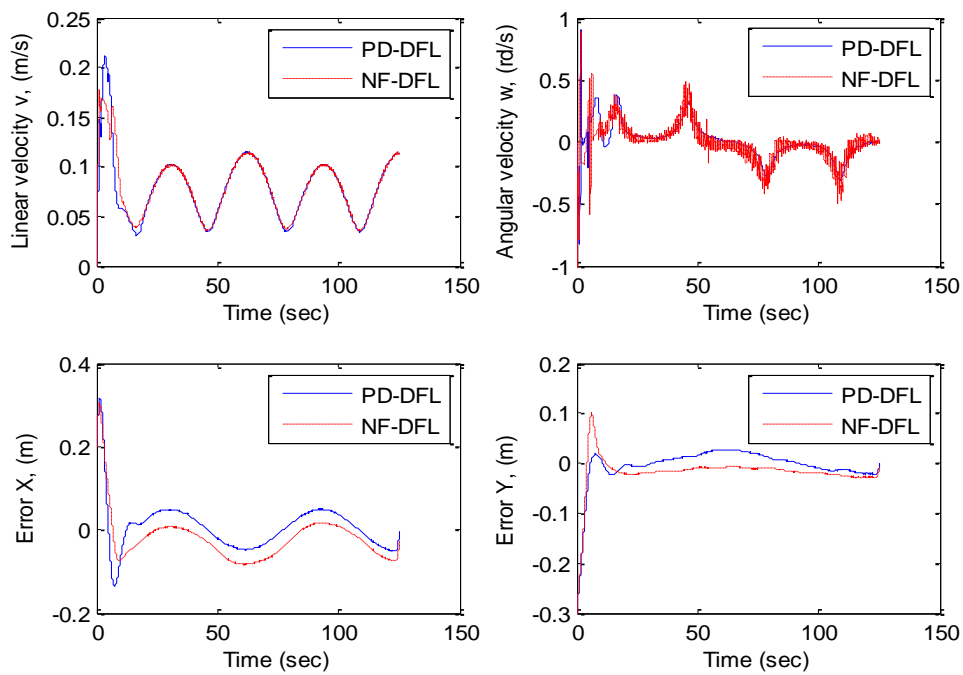 Linear velocity v, (m/s)
0.25
0.2
0.15
0.1
0.05
0
0 50 100 150
Time (sec)
PD-DFL
NF-DFL
Angular velocity w, (rd/s)
1
0.5
0
-0.5
-1
0 50 100 150
Time (sec)
PD-DFL
NF-DFL
Error X, (m)
0.4
0.2
0
-0.2
0 50 100 150
Time (sec)
PD-DFL
NF-DFL
Error Y, (m)
0.2
0.1
0
-0.1
-0.2
-0.3
0 50 100 150
Time (sec)
PD-DFL
NF-DFL